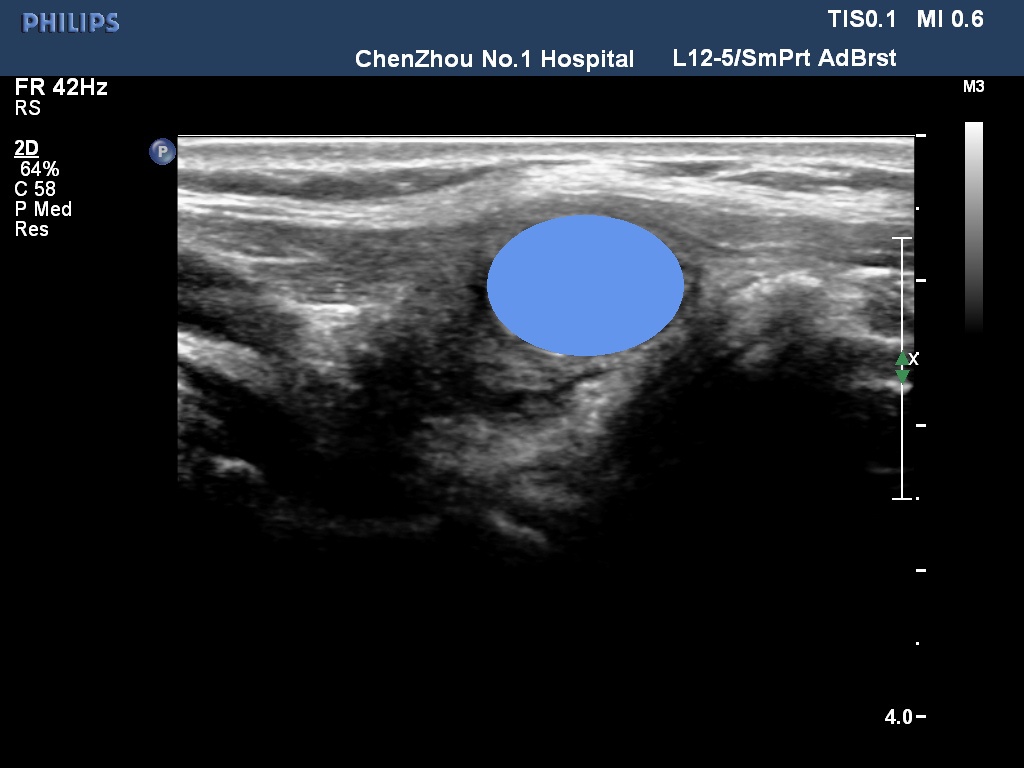 PHILIPS
TIS0.1 MI 0.6
ChenZhou No.1 Hospital L12-5/SmPrt AdBrst
FR 42Hz
RS
M3
P
2D
64%
C 58
P Med
Res
X
4.0